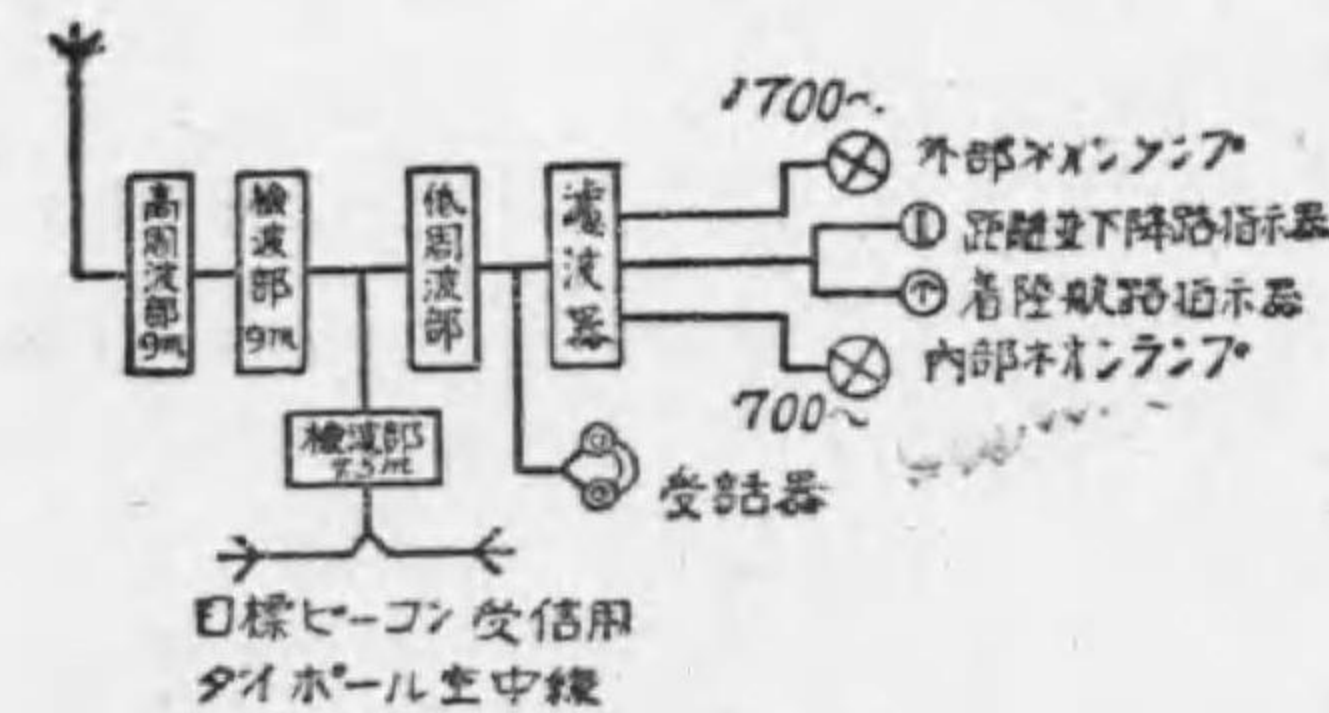 1700~
外部ネオンランプ
高周波部 9m
検波部 9m
低周波部
濾波器
距離並下降路指示器
着陸航路指示器
内部ネオンランプ
700~
検波部
7.5m
受話器
目標ビーコン受信用
ダイポール空中線